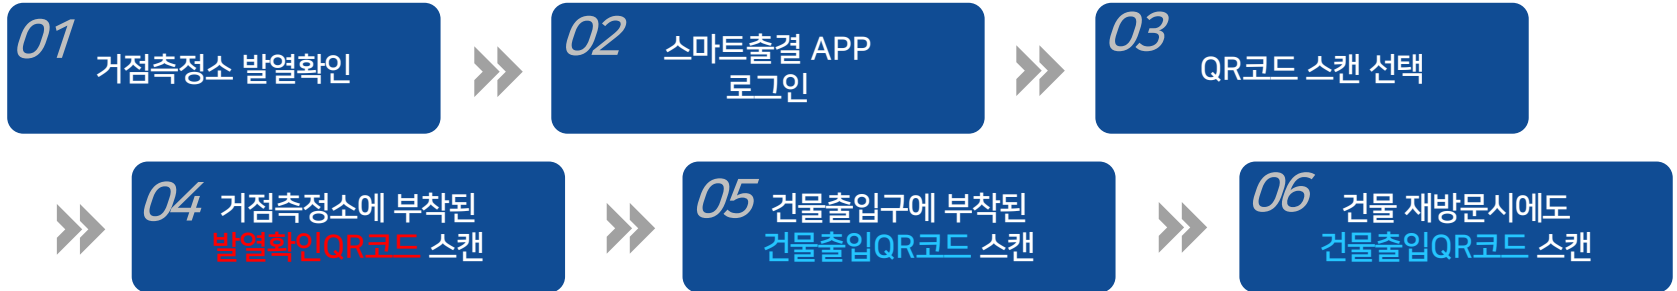 01
거점측정소 발열확인
02
스마트출결 APP
로그인
03
QR코드 스캔 선택
04
거점측정소에 부착된
발열확인QR코드 스캔
05
건물출입구에 부착된
건물출입QR코드 스캔
06
건물 재방문시에도
건물출입QR코드 스캔